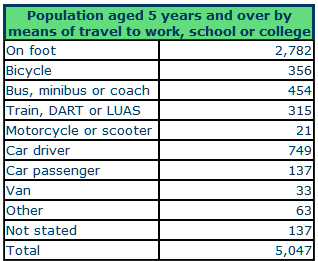 Population aged 5 years and over by
means of travel to work, school or college
On foot 2,782
Bicycle 356
Bus, minibus or coach 454
Train, DART or LUAS 315
Motorcycle or scooter 21
Car driver 749
Car passenger 137
Van 33
Other 63
Not stated 137
Total 5,047